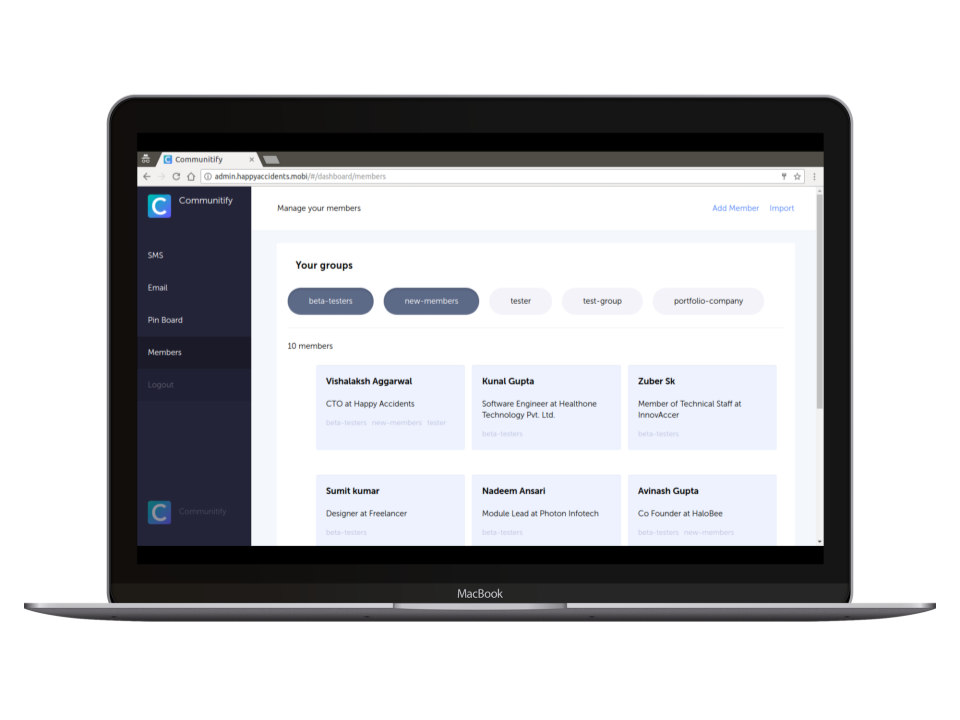 Communitify
admin.happyaccidents.mobi/#/dashboard/members
Communitify
Manage your members
Add Member
Import
SMS
Email
Pin Board
Members
Logout
Communitify
Your groups
beta-testers
new-members
tester
test-group
portfolio-company
10 members
Vishalaksh Aggarwal
CTO at Happy Accidents
beta-testers new-members tester
Kunal Gupta
Software Engineer at Healthone
Technology Pvt. Ltd.
beta-testers
Zuber Sk
Member of Technical Staff at
InnovAccer
beta-testers
Sumit kumar
Designer at Freelancer
beta-testers
Nadeem Ansari
Module Lead at Photon Infotech
beta-testers
Avinash Gupta
Co Founder at HaloBee
beta-testers new-members
MacBook